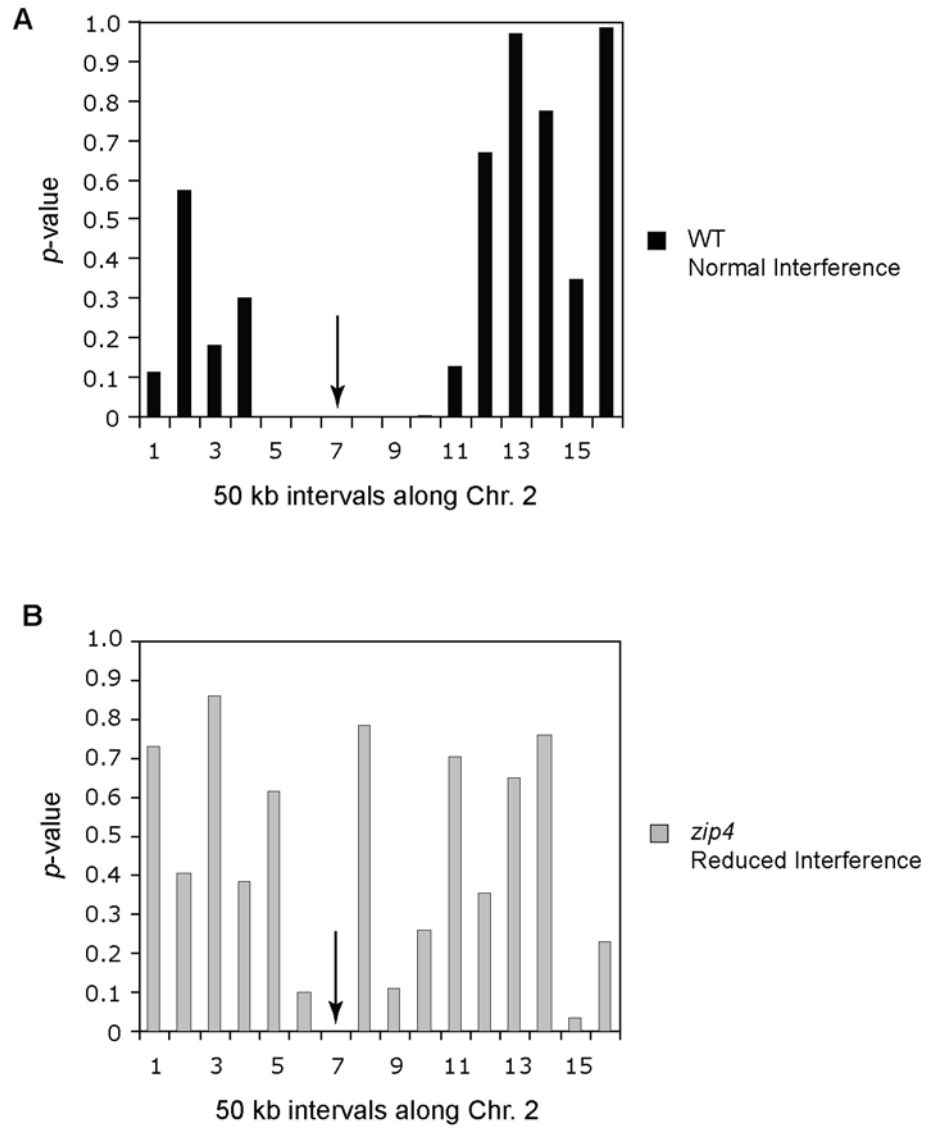 A
1.0
0.9
0.8
0.7
0.6
0.5
0.4
0.3
0.2
0.1
0
p-value
1 3 5 7 9 11 13 15
50 kb intervals along Chr. 2
WT
Normal Interference
B
1.0
0.9
0.8
0.7
0.6
0.5
0.4
0.3
0.2
0.1
0
p-value
1 3 5 7 9 11 13 15
50 kb intervals along Chr. 2
zip4
Reduced Interference